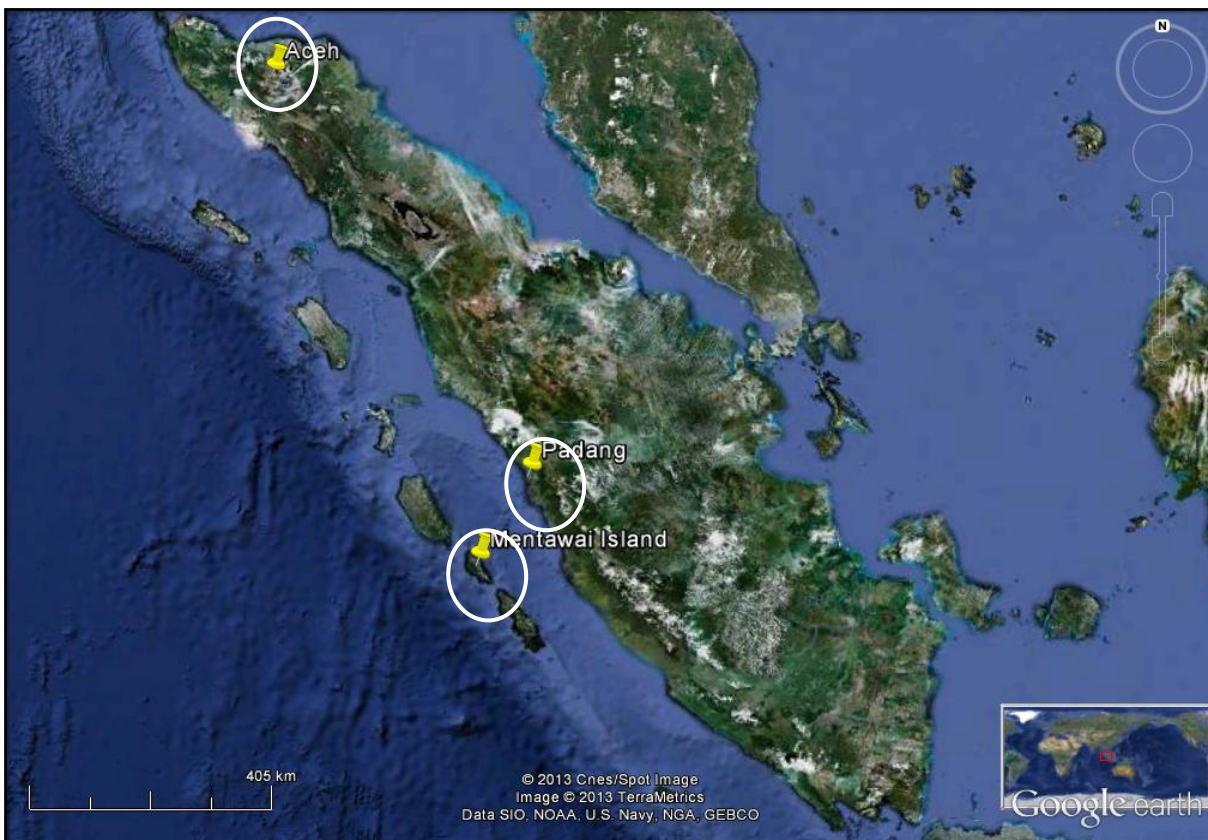 N
Aceh
Padang
Mentawai Island
405 km
© 2013 Cnes/Spot Image
Image © 2013 TerraMetrics
Data SIO, NOAA, U.S. Navy, NGA, GEBCO
Google earth